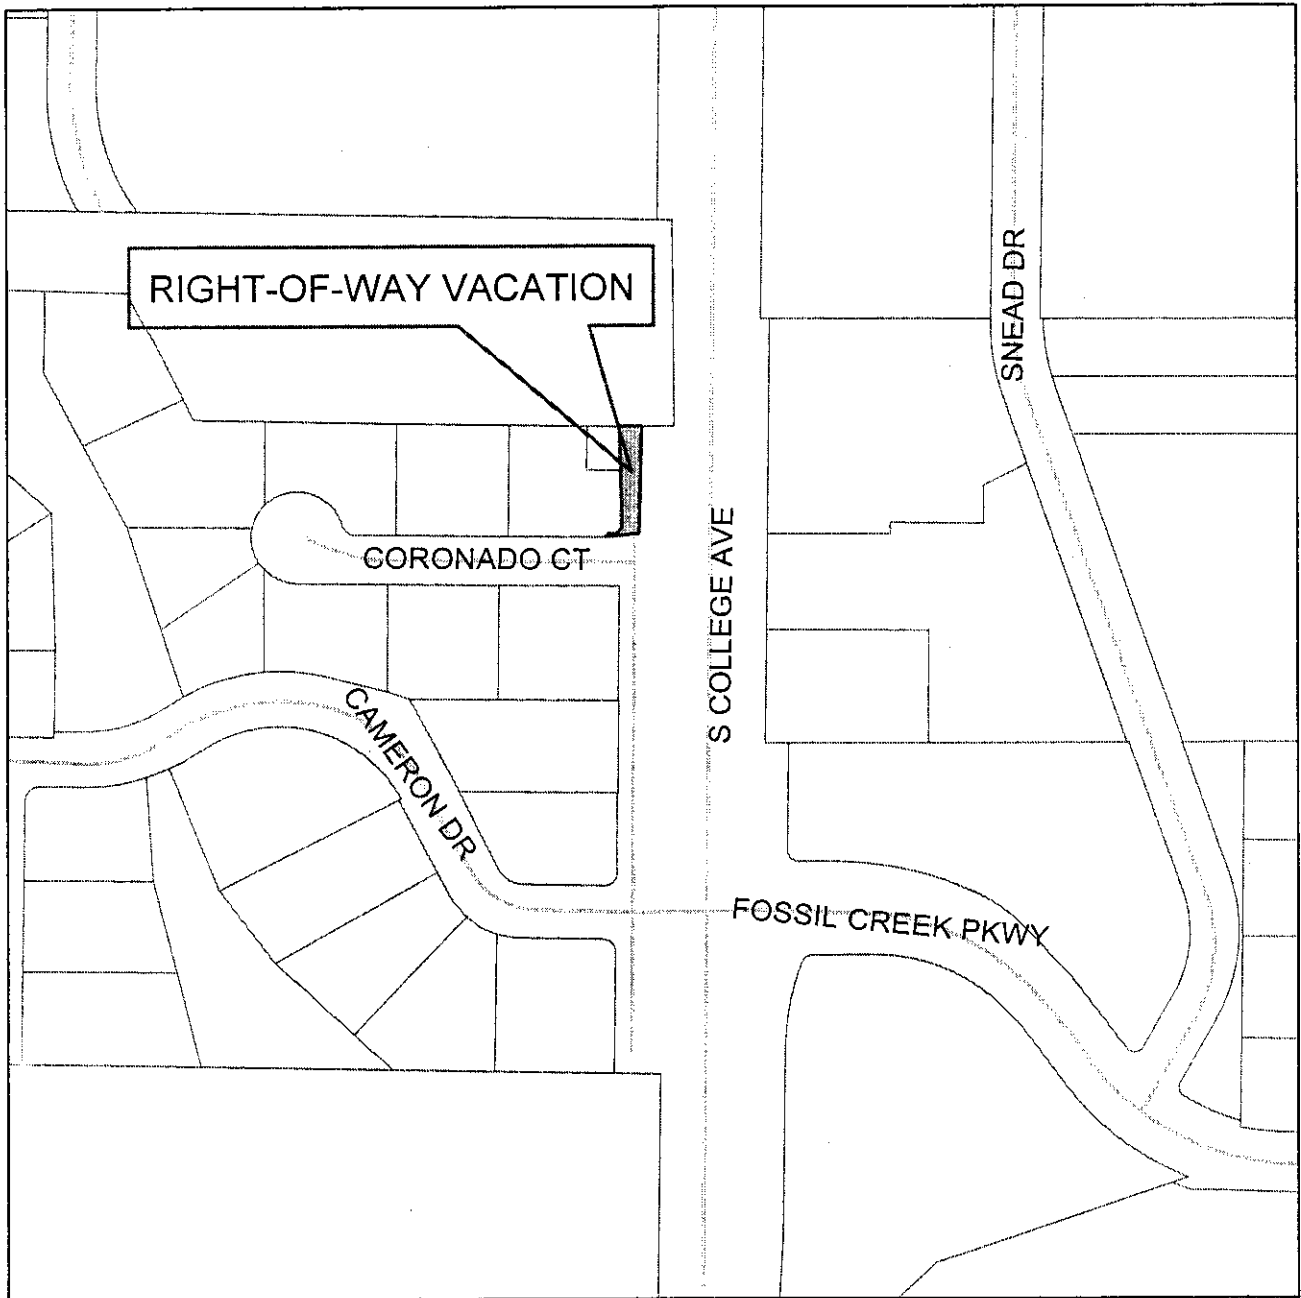 RIGHT-OF-WAY VACATION
SNEAD DR
CORONADO CT
S COLLEGE AVE
CAMERON DR
FOSSIL CREEK PKWY